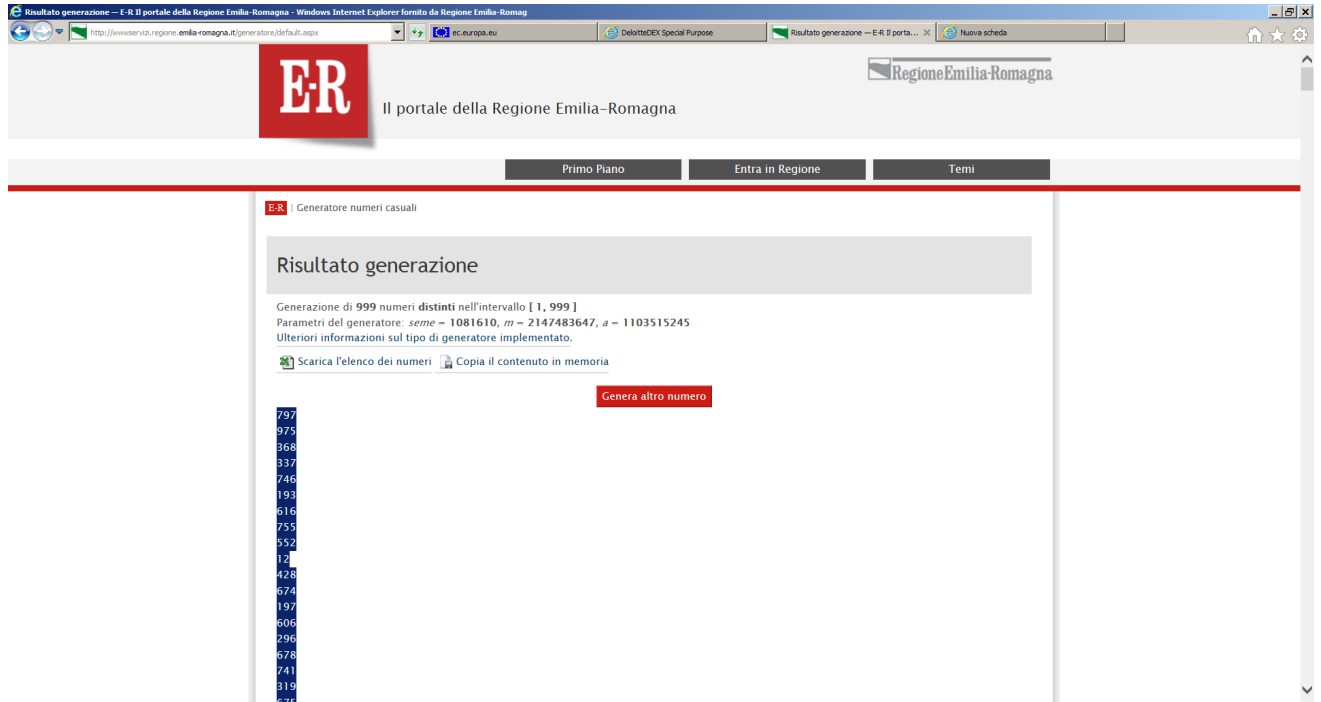 Risultato generazione — E-R Il portale della Regione Emilia-Romagna - Windows Internet Explorer fornito da Regione Emilia-Romag
http://wwwservizi.regione.emilia-romagna.it/generatore/default.aspx
ec.europa.eu
DeloitteDEX Special Purpose
Risultato generazione — E-R Il porta... X
Nuova scheda
E·R
Il portale della Regione Emilia-Romagna
RegioneEmilia-Romagna
Primo Piano
Entra in Regione
Temi
E-R | Generatore numeri casuali
Risultato generazione
Generazione di 999 numeri distinti nell'intervallo [ 1, 999 ]
Parametri del generatore: seme = 1081610, m = 2147483647, a = 1103515245
Ulteriori informazioni sul tipo di generatore implementato.
Scarica l'elenco dei numeri Copia il contenuto in memoria
Genera altro numero
797
975
368
337
746
193
616
755
552
12
428
674
197
606
296
678
741
319